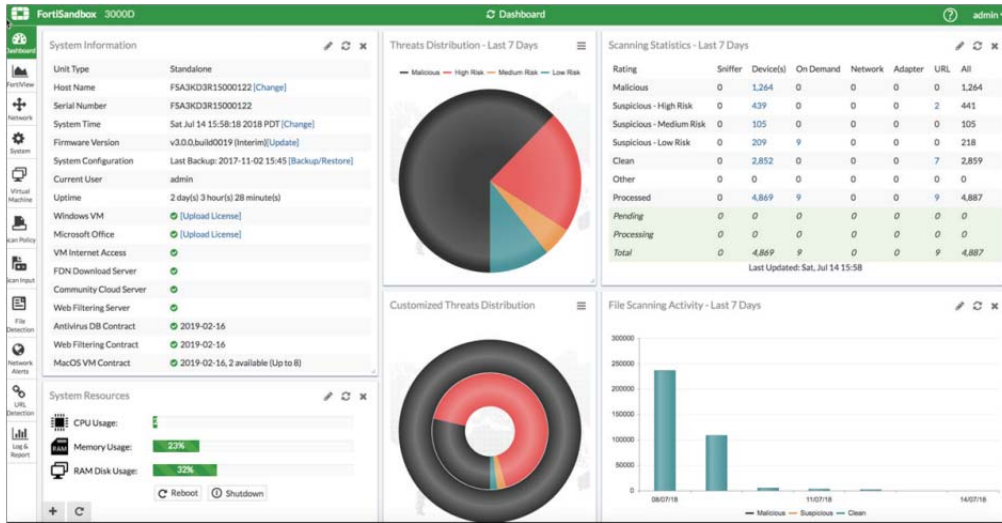 FortiSandbox 3000D
Dashboard
admin
Dashboard
FortiView
Network
System
Virtual
Machine
Scan Policy
Scan Input
File
Detection
Network
Alerts
URL
Detection
Log &
Report
System Information
Unit Type Standalone
Host Name FSA3KD3R15000122 [Change]
Serial Number FSA3KD3R15000122
System Time Sat Jul 14 15:58:18 2018 PDT [Change]
Firmware Version v3.0.0,build0019 (Interim) [Update]
System Configuration Last Backup: 2017-11-02 15:45 [Backup/Restore]
Current User admin
Uptime 2 day(s) 3 hour(s) 28 minute(s)
Windows VM [Upload License]
Microsoft Office [Upload License]
VM Internet Access
FDN Download Server
Community Cloud Server
Web Filtering Server
Antivirus DB Contract 2019-02-16
Web Filtering Contract 2019-02-16
MacOS VM Contract 2019-02-16, 2 available (Up to 8)
System Resources
CPU Usage:
RAM Memory Usage: 23%
RAM Disk Usage: 32%
Reboot Shutdown
Threats Distribution - Last 7 Days
Malicious High Risk Medium Risk Low Risk
Customized Threats Distribution
Scanning Statistics - Last 7 Days
Rating Sniffer Device(s) On Demand Network Adapter URL All
Malicious 0 1,264 0 0 0 0 1,264
Suspicious - High Risk 0 439 0 0 0 2 441
Suspicious - Medium Risk 0 105 0 0 0 0 105
Suspicious - Low Risk 0 209 9 0 0 0 218
Clean 0 2,852 0 0 0 7 2,859
Other 0 0 0 0 0 0 0
Processed 0 4,869 9 0 0 9 4,887
Pending 0 0 0 0 0 0 0
Processing 0 0 0 0 0 0 0
Total 0 4,869 9 0 0 9 4,887
Last Updated: Sat, Jul 14 15:58
File Scanning Activity - Last 7 Days
300000
250000
200000
150000
100000
50000
0
08/07/18 11/07/18 14/07/18
Malicious Suspicious Clean